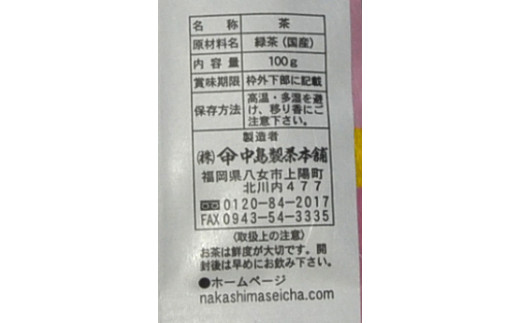 名 称 茶
原材料名 緑茶(国産)
内 容 量 100g
賞味期限 枠外下部に記載
保存方法 高温・多湿を避
け、移り香にご
注意下さい。
製造者
(株) 中島製茶本舗
福岡県八女市上陽町
北川内477
0120-84-2017
FAX 0943-54-3335
〈取扱上の注意〉
お茶は鮮度が大切です。開
封後は早めにお飲み下さい。
●ホームページ
nakashimaseicha.com